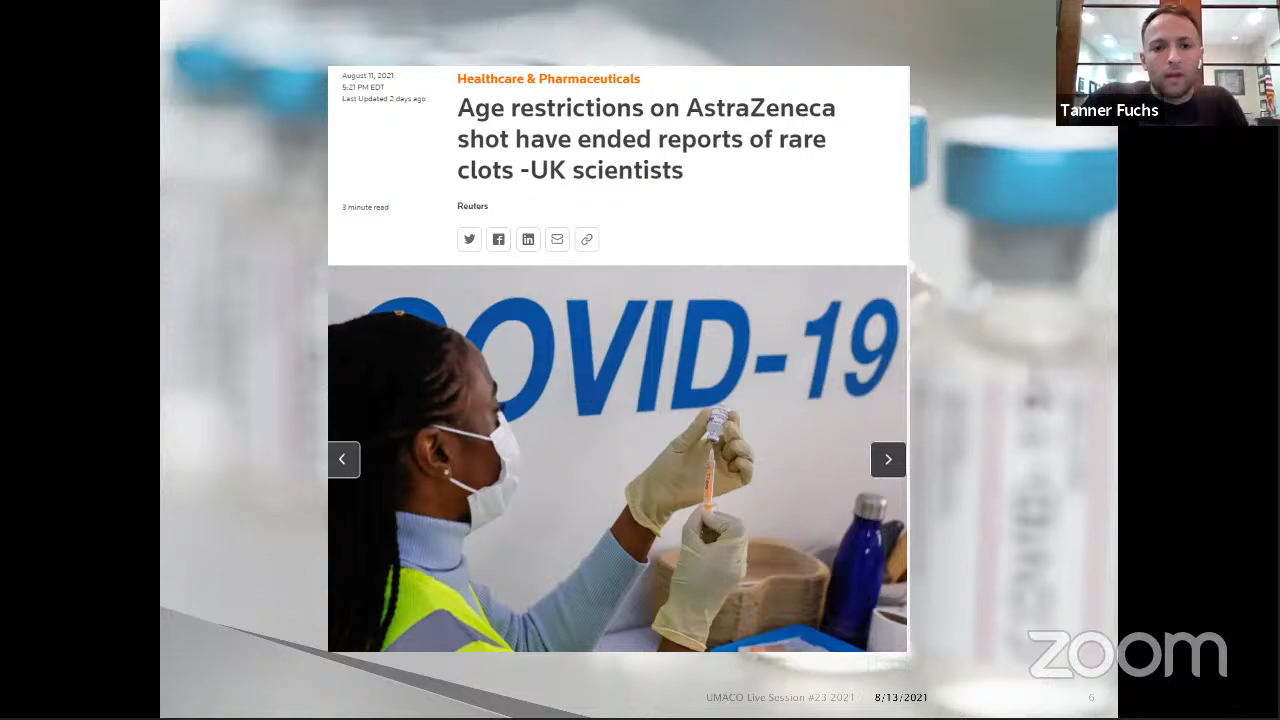 August 11, 2021
5:21 PM EDT
Last Updated 2 days ago
Healthcare & Pharmaceuticals
Age restrictions on AstraZeneca
shot have ended reports of rare
clots -UK scientists
3 minute read
Reuters
COVID-19
Tanner Fuchs
zoom
UMACO Live Session #23 2021
8/13/2021
6